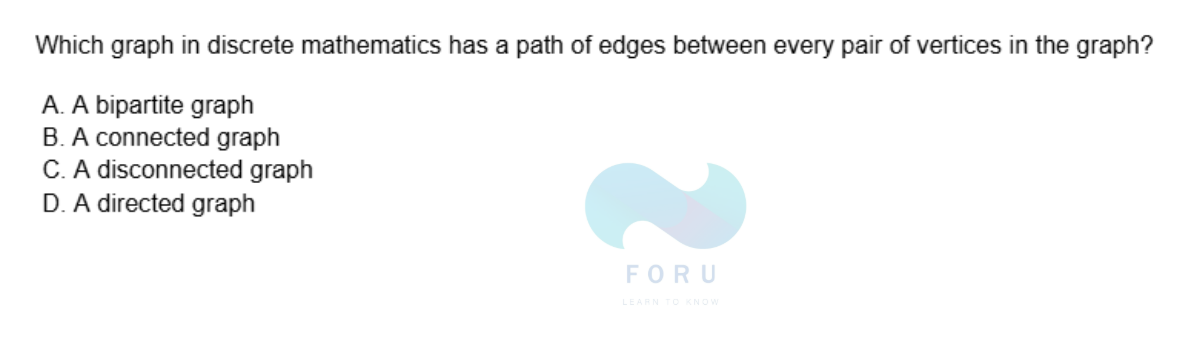 Which graph in discrete mathematics has a path of edges between every pair of vertices in the graph?
A. A bipartite graph
B. A connected graph
C. A disconnected graph
D. A directed graph
FORU
LEARN TO KNOW